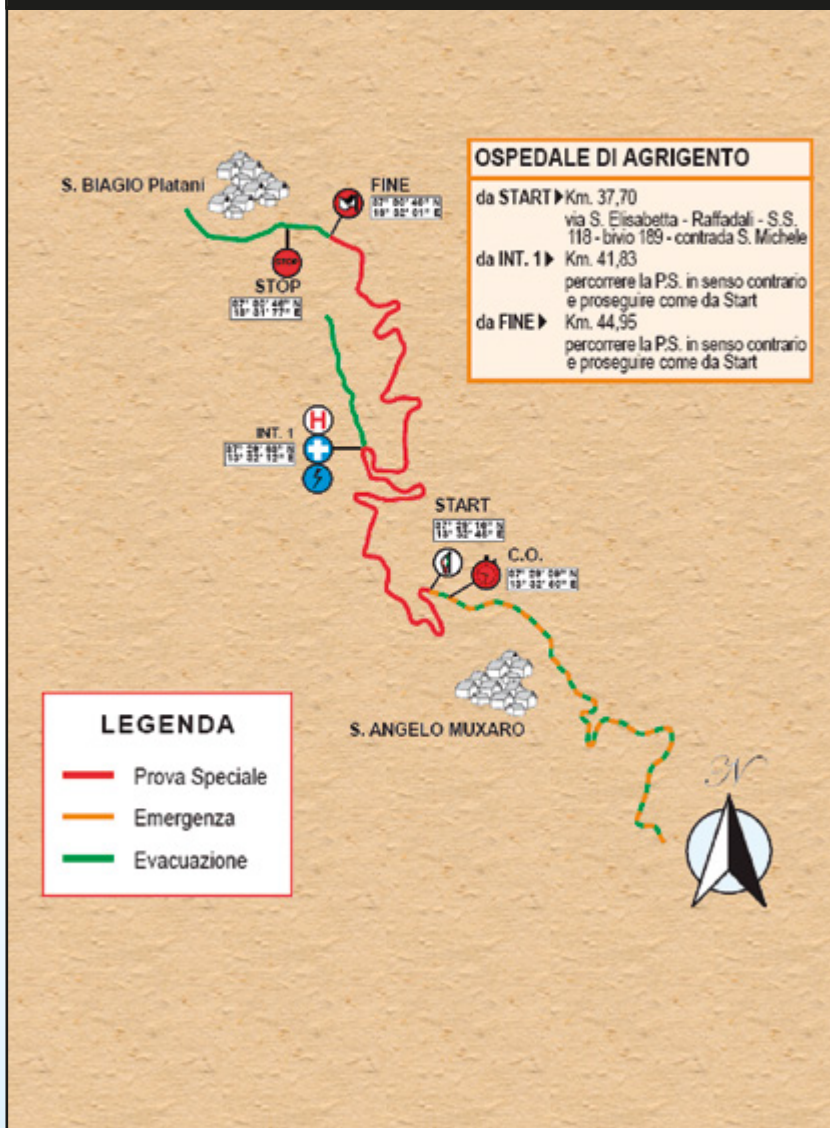 S. BIAGIO Platani
FINE
STOP
STOP
INT. 1
H
START
C.O.
S. ANGELO MUXARO
OSPEDALE DI AGRIGENTO
da START Km. 37,70
via S. Elisabetta - Raffadali - S.S.
118 - bivio 189 - contrada S. Michele
da INT. 1 Km. 41,83
percorrere la P.S. in senso contrario
e proseguire come da Start
da FINE Km. 44,95
percorrere la P.S. in senso contrario
e proseguire come da Start
LEGENDA
Prova Speciale
Emergenza
Evacuazione
N